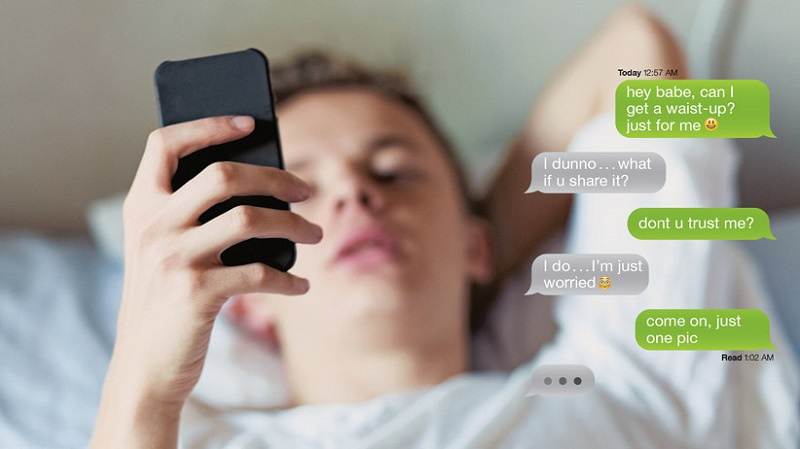 Today 12:57 AM
hey babe, can I
get a waist-up?
just for me 😃
I dunno...what
if u share it?
dont u trust me?
I do...I'm just
worried 😇
come on, just
one pic
Read 1:02 AM